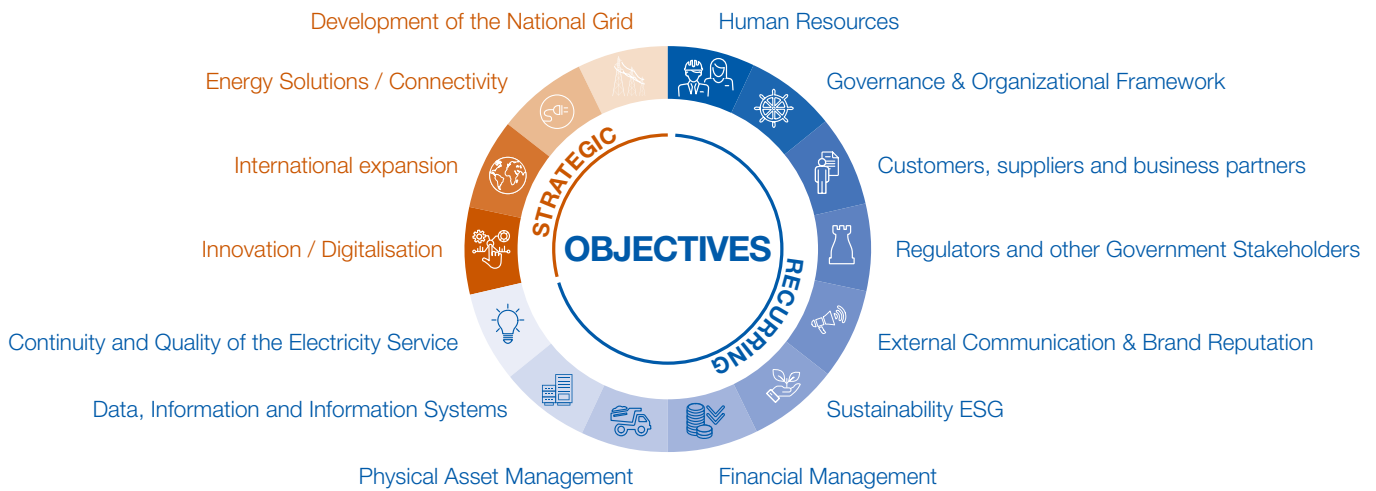 Development of the National Grid
Human Resources
Energy Solutions / Connectivity
Governance & Organizational Framework
International expansion
Customers, suppliers and business partners
STRATEGIC
Innovation / Digitalisation
OBJECTIVES
Regulators and other Government Stakeholders
RECURRING
Continuity and Quality of the Electricity Service
External Communication & Brand Reputation
Data, Information and Information Systems
Sustainability ESG
Physical Asset Management
Financial Management